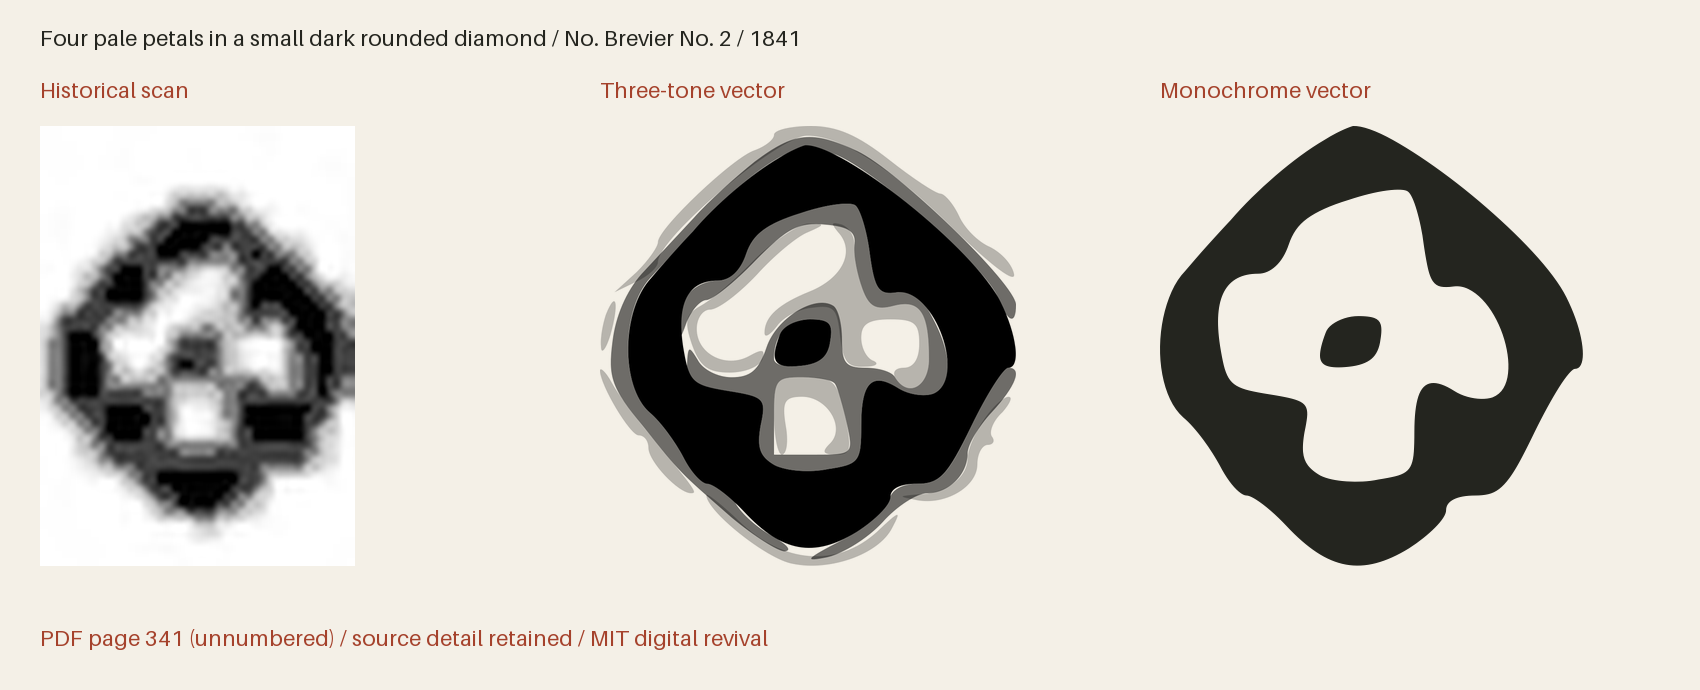 Four pale petals in a small dark rounded diamond / No. Brevier No. 2 / 1841
Historical scan
Three-tone vector
Monochrome vector
PDF page 341 (unnumbered) / source detail retained / MIT digital revival